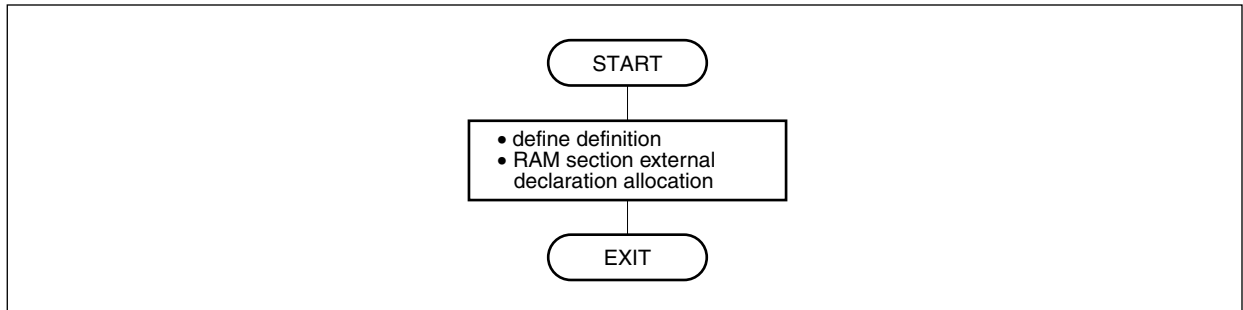 START
• define definition
• RAM section external
declaration allocation
EXIT